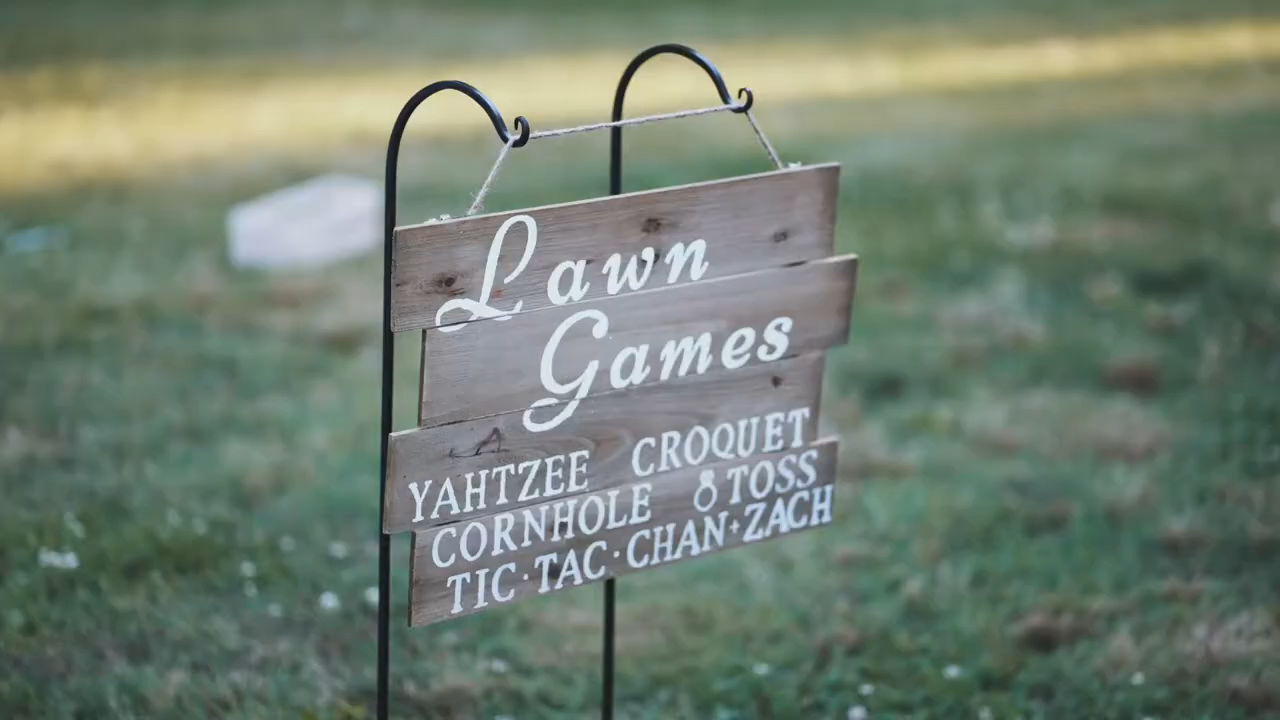 Lawn
Games
YAHTZEE CROQUET
CORNHOLE 8 TOSS
TIC·TAC·CHAN+ZACH